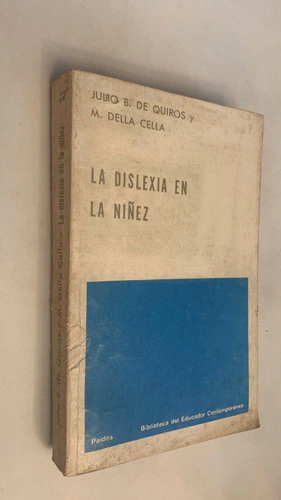 JULIO B. DE QUIROS y
M. DELLA CELLA
LA DISLEXIA EN
LA NIÑEZ
Paidós
Biblioteca del Educador Contemporáneo
Julio B. de Quiros y M. Della Cella - La dislexia en la niñez